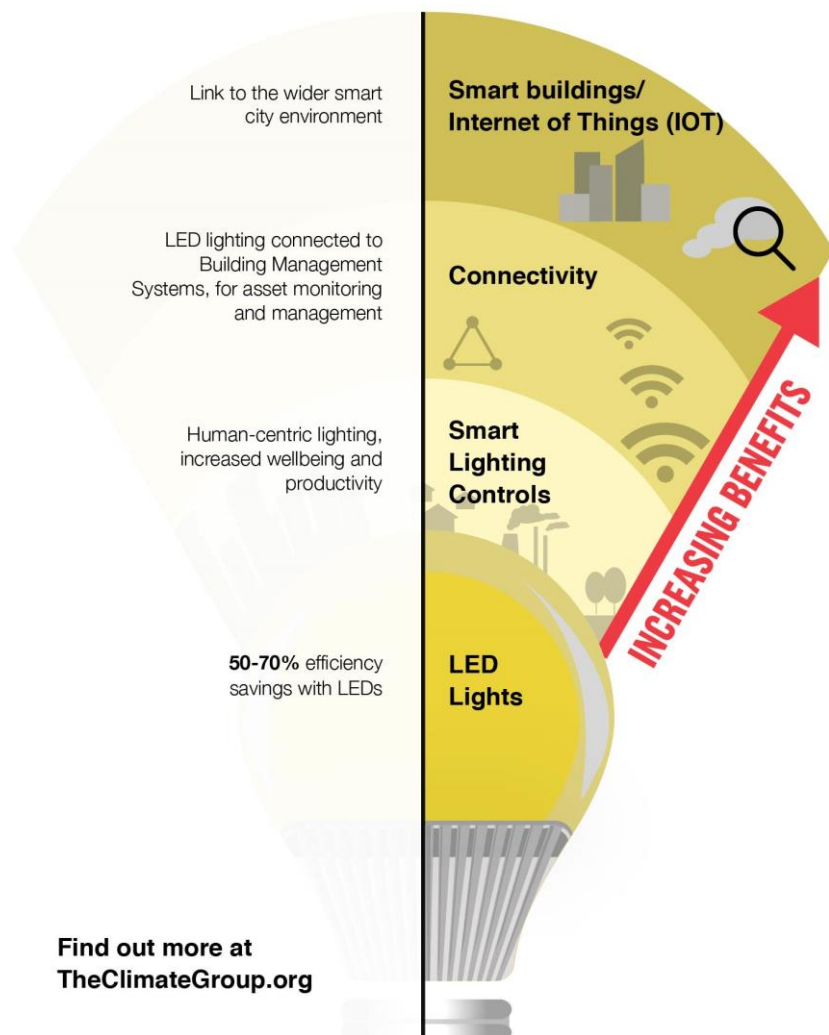 Link to the wider smart
city environment
Smart buildings/
Internet of Things (IOT)
LED lighting connected to
Building Management
Systems, for asset monitoring
and management
Connectivity
Human-centric lighting,
increased wellbeing and
productivity
Smart
Lighting
Controls
INCREASING BENEFITS
50-70% efficiency
savings with LEDs
LED
Lights
Find out more at
TheClimateGroup.org